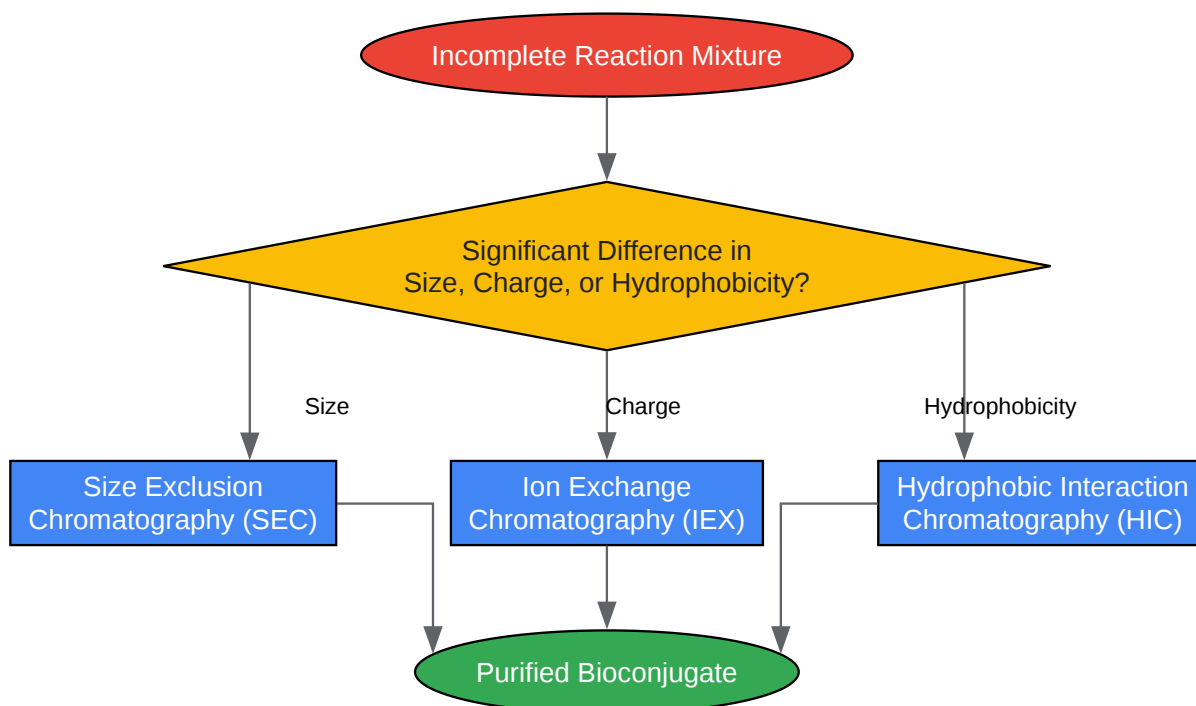 Incomplete Reaction Mixture
Significant Difference in
Size, Charge, or Hydrophobicity?
Size
Charge
Hydrophobicity
Size Exclusion
Chromatography (SEC)
Ion Exchange
Chromatography (IEX)
Hydrophobic Interaction
Chromatography (HIC)
Purified Bioconjugate